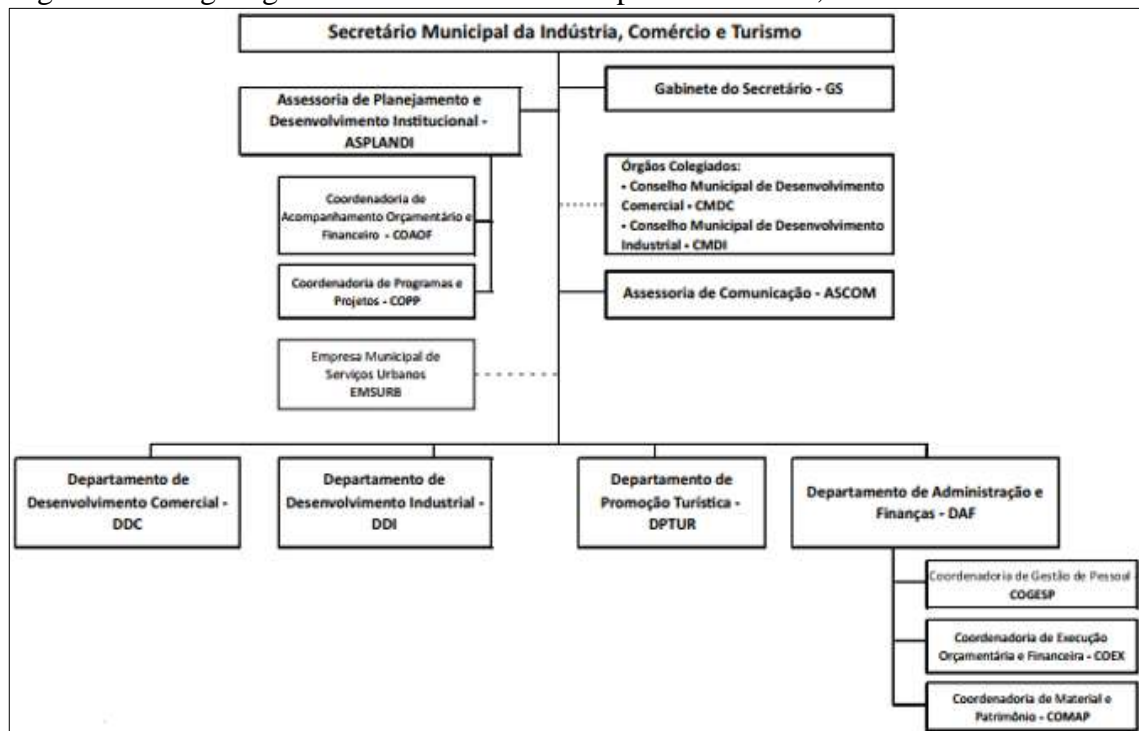 Secretário Municipal da Indústria, Comércio e Turismo
Assessoria de Planejamento e
Desenvolvimento Institucional -
ASPLANDI
Gabinete do Secretário - GS
Coordenadoria de
Acompanhamento Orçamentário e
Financeiro - COAOF
Órgãos Colegiados:
• Conselho Municipal de Desenvolvimento
Comercial - CMDC
• Conselho Municipal de Desenvolvimento
Industrial - CMDI
Coordenadoria de Programas e
Projetos - COPP
Assessoria de Comunicação - ASCOM
Empresa Municipal de
Serviços Urbanos
EMSURB
Departamento de
Desenvolvimento Comercial -
DDC
Departamento de
Desenvolvimento Industrial -
DDI
Departamento de
Promoção Turística -
DPTUR
Departamento de Administração e
Finanças - DAF
Coordenadoria de Gestão de Pessoal -
COGESP
Coordenadoria de Execução
Orçamentária e Financeira - COEX
Coordenadoria de Material e
Patrimônio - COMAP